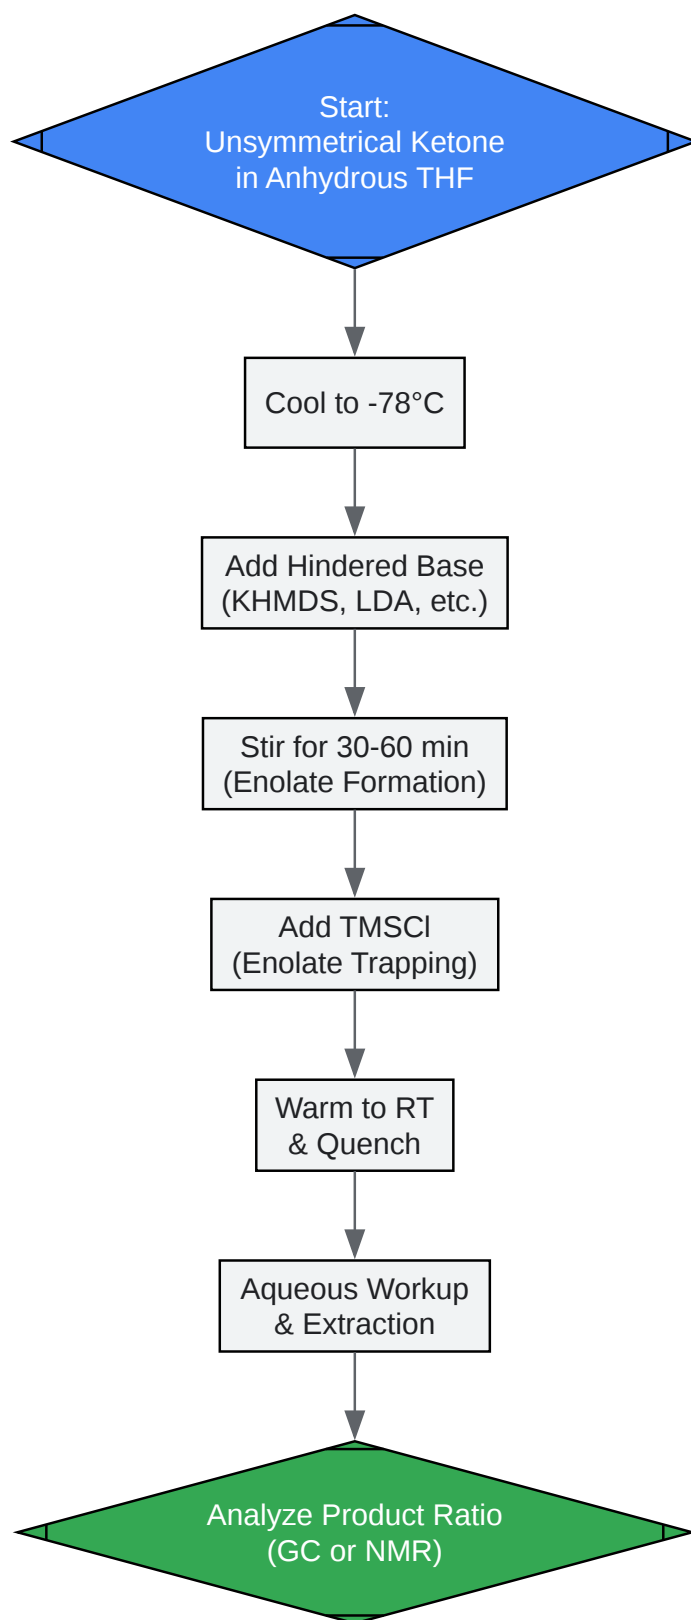 Start:
Unsymmetrical Ketone
in Anhydrous THF
Cool to -78°C
Add Hindered Base
(KHMDS, LDA, etc.)
Stir for 30-60 min
(Enolate Formation)
Add TMSCl
(Enolate Trapping)
Warm to RT
& Quench
Aqueous Workup
& Extraction
Analyze Product Ratio
(GC or NMR)